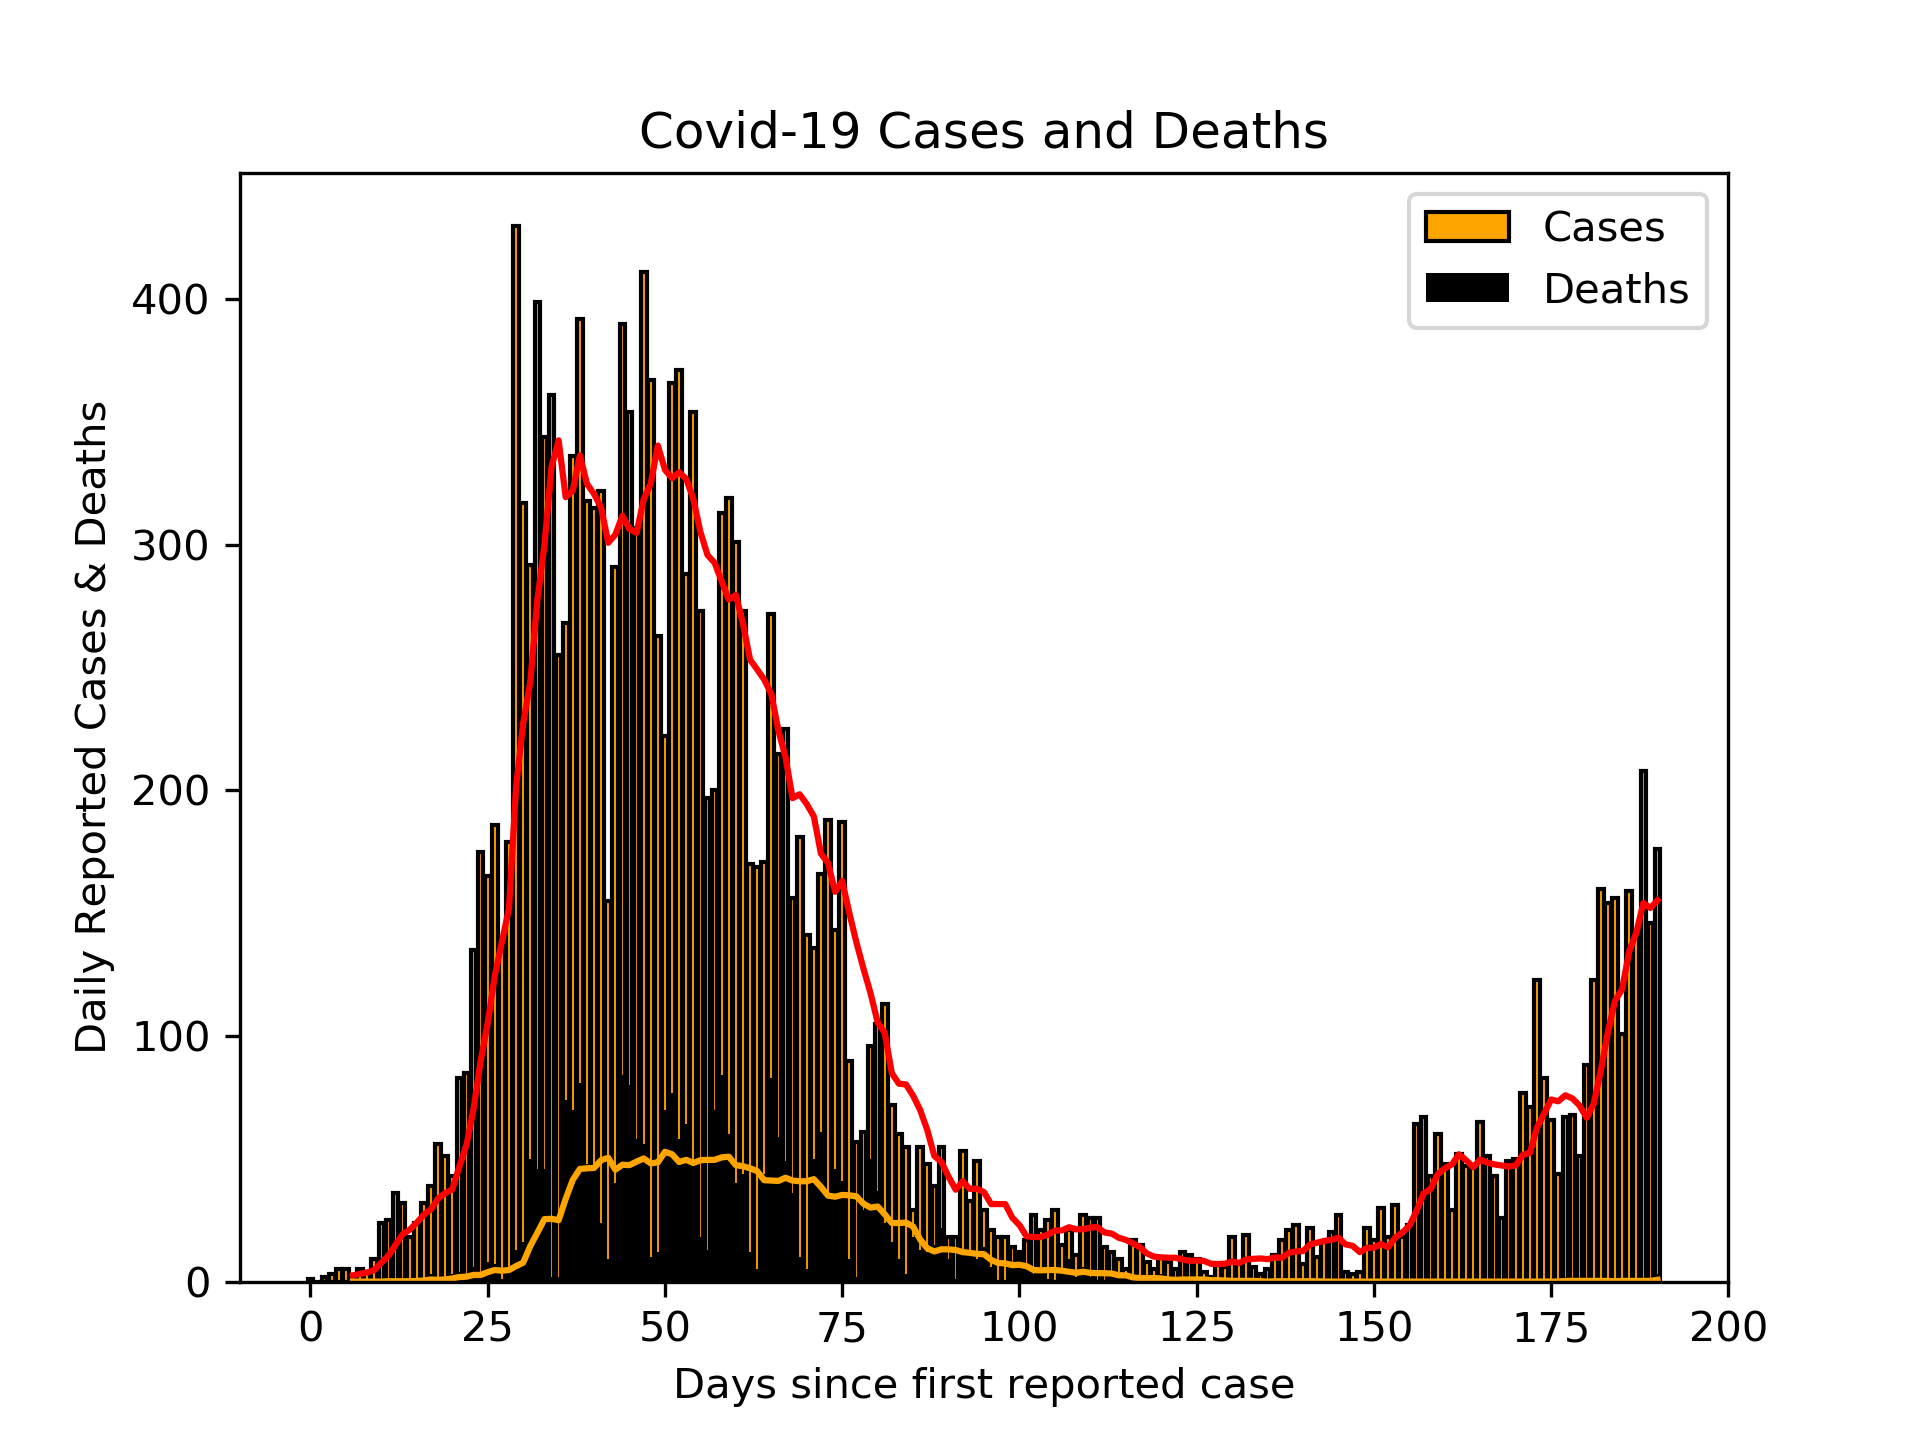 Covid-19 Cases and Deaths
Cases
Deaths
Daily Reported Cases & Deaths
400
300
200
100
0
0 25 50 75 100 125 150 175 200
Days since first reported case